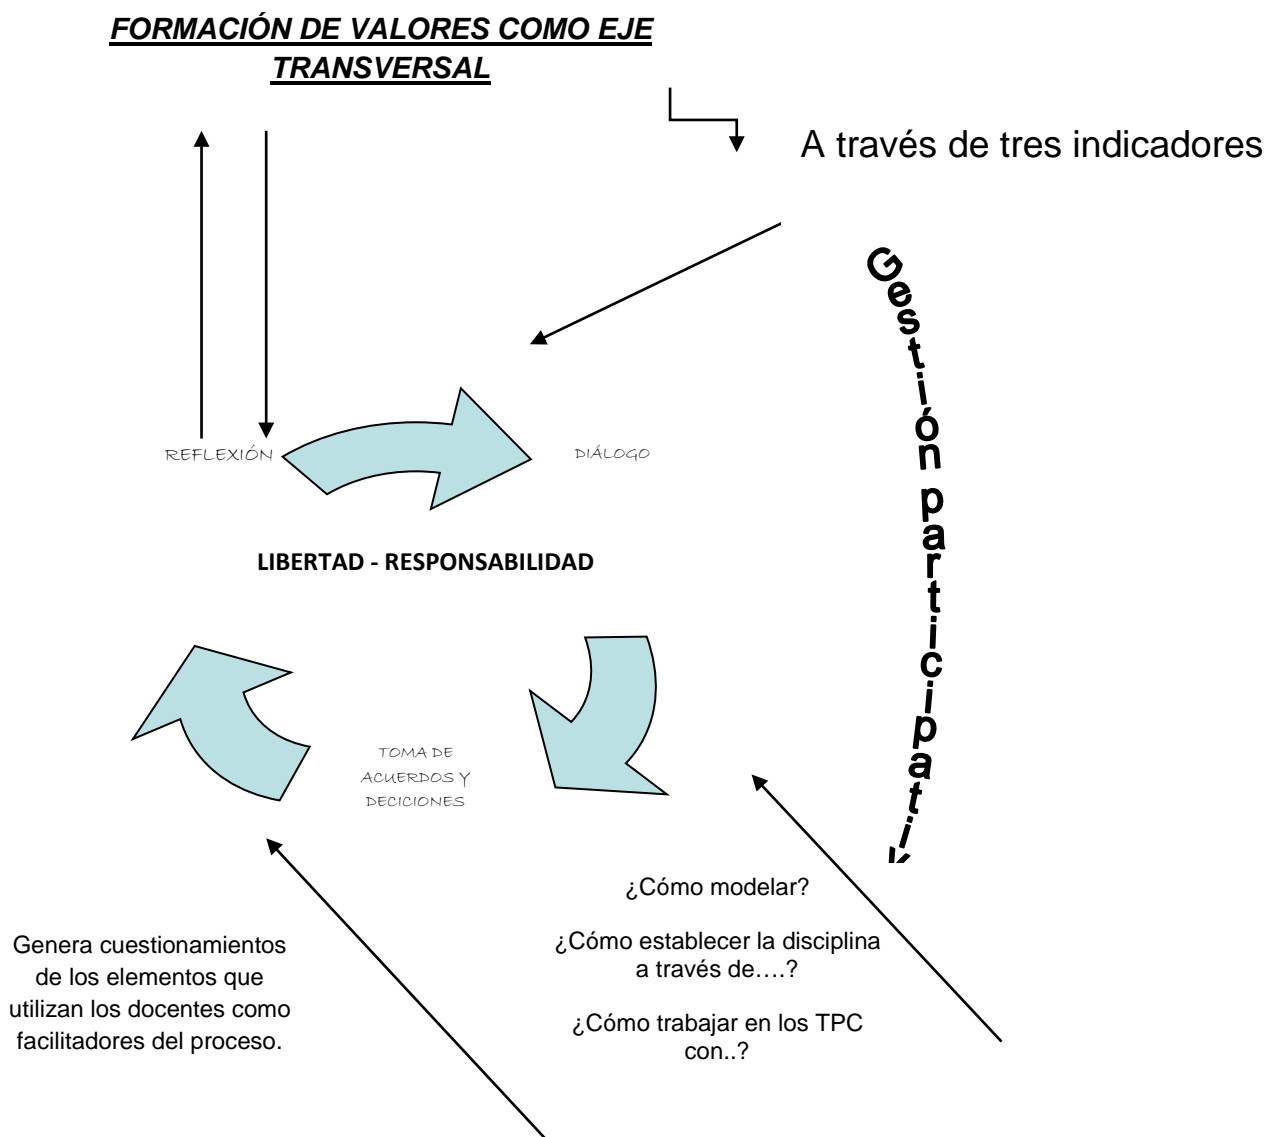 FORMACIÓN DE VALORES COMO EJE
TRANSVERSAL
A través de tres indicadores
Gestión participativ
REFLEXIÓN
DIÁLOGO
LIBERTAD - RESPONSABILIDAD
TOMA DE
ACUERDOS Y
DECICIONES
¿Cómo modelar?
¿Cómo establecer la disciplina
a través de….?
¿Cómo trabajar en los TPC
con..?
Genera cuestionamientos
de los elementos que
utilizan los docentes como
facilitadores del proceso.